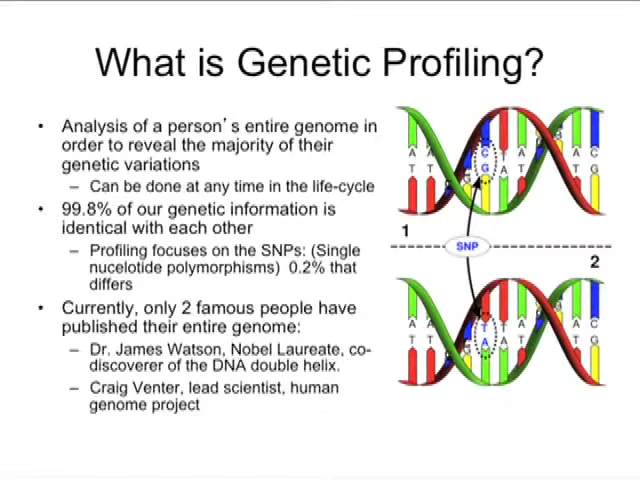 What is Genetic Profiling?
• Analysis of a person's entire genome in
order to reveal the majority of their
genetic variations
– Can be done at any time in the life-cycle
• 99.8% of our genetic information is
identical with each other
– Profiling focuses on the SNPs: (Single
nucelotide polymorphisms) 0.2% that
differs
• Currently, only 2 famous people have
published their entire genome:
– Dr. James Watson, Nobel Laureate, co-
discoverer of the DNA double helix.
– Craig Venter, lead scientist, human
genome project
A A C T A C
T T G A T G
1
SNP
2
A A T T A C
T T A A T G